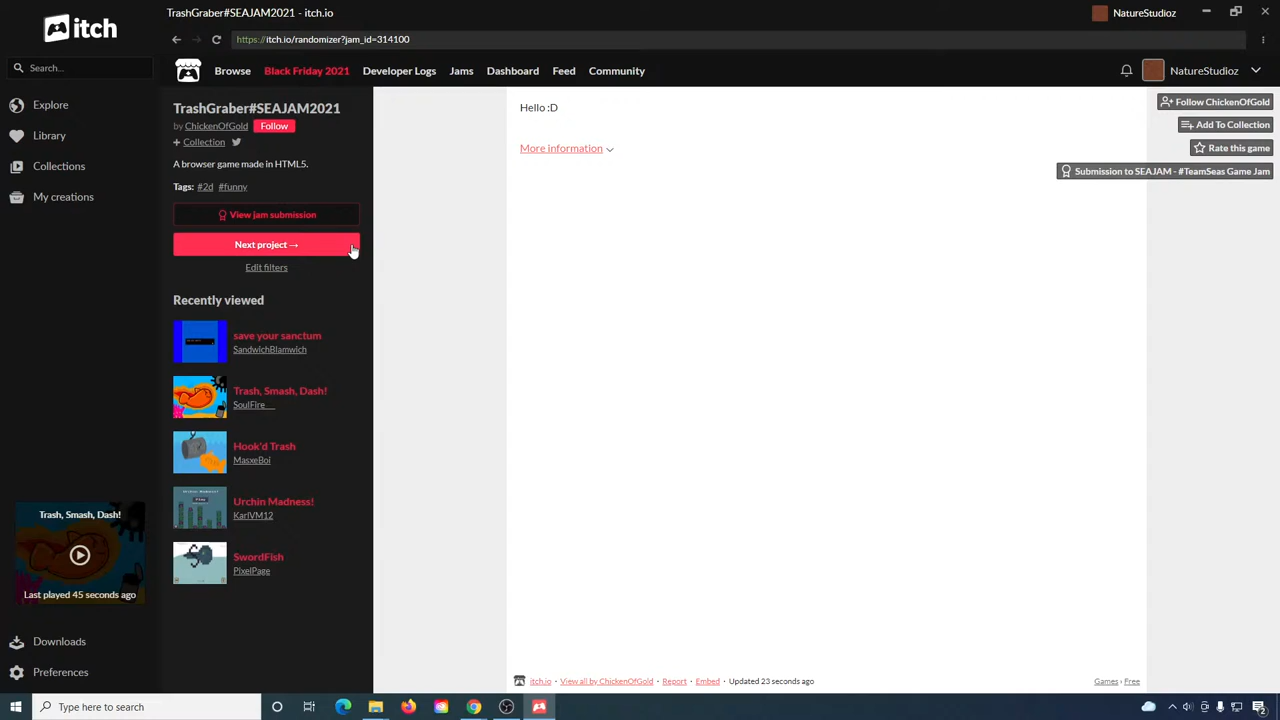 TrashGraber#SEAJAM2021 - itch.io
NatureStudioz
itch
https://itch.io/randomizer?jam_id=314100
Search...
Browse
Black Friday 2021
Developer Logs
Jams
Dashboard
Feed
Community
NatureStudioz
Explore
Library
Collections
My creations
TrashGraber#SEAJAM2021
by ChickenOfGold Follow
+ Collection
A browser game made in HTML5.
Tags: #2d #funny
View jam submission
Next project →
Edit filters
Recently viewed
save your sanctum
SandwichBlamwich
Trash, Smash, Dash!
SoulFire__
Hook'd Trash
MasxeBoi
Urchin Madness!
KarlVM12
SwordFish
PixelPage
Hello :D
More information
Follow ChickenOfGold
Add To Collection
Rate this game
Submission to SEAJAM - #TeamSeas Game Jam
Trash, Smash, Dash!
Last played 45 seconds ago
Downloads
Preferences
itch.io · View all by ChickenOfGold · Report · Embed · Updated 23 seconds ago
Games › Free
Type here to search
2